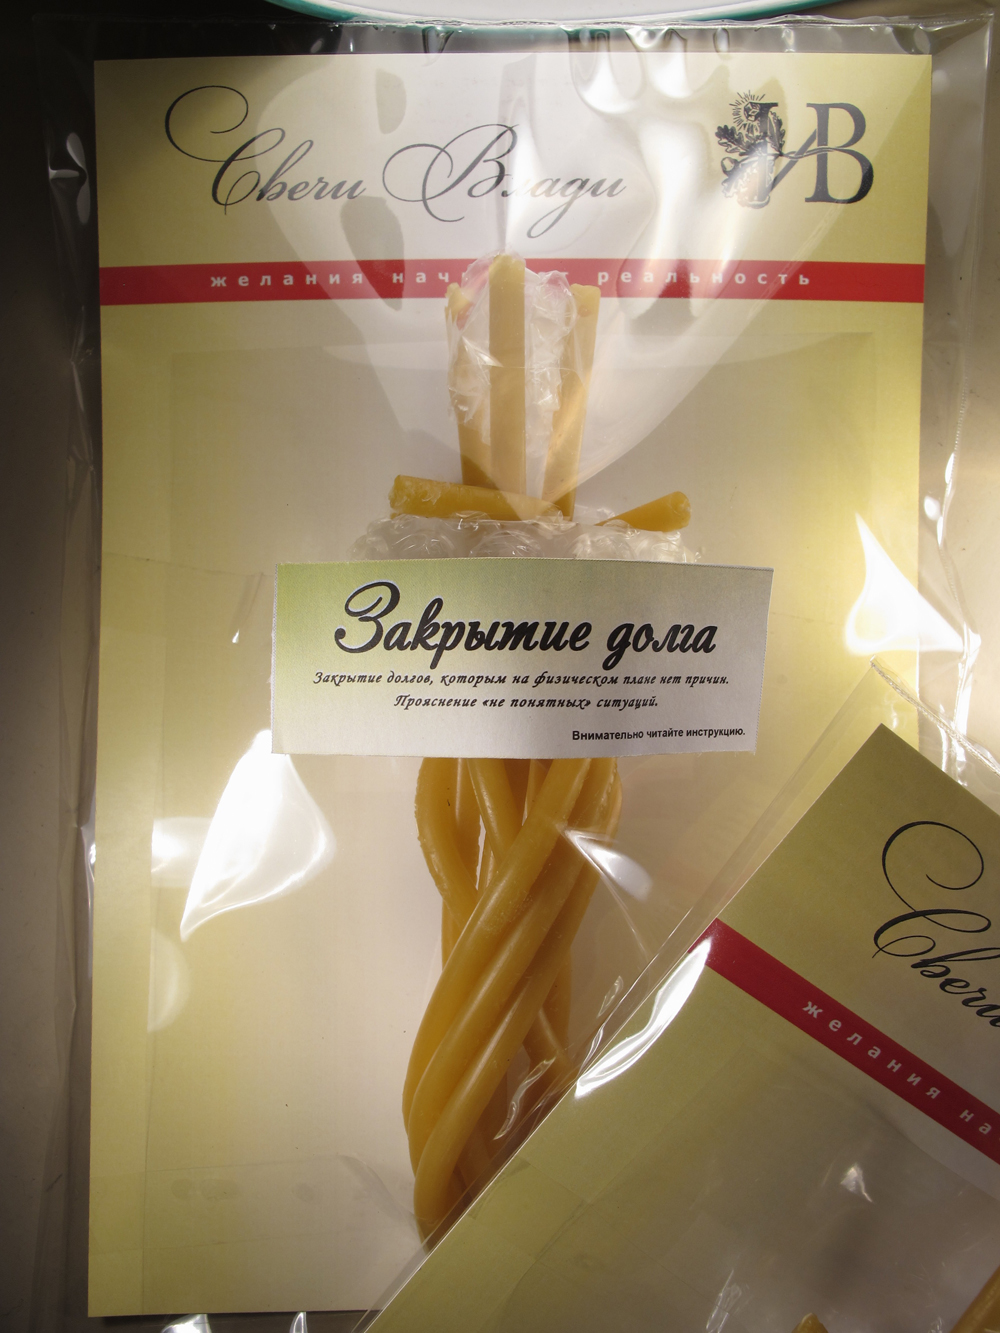 Свечи Влади
ИВ
желания реальность
Закрытие долга
Закрытие долгов, которым на физическом плане нет причин.
Прояснение «не понятных» ситуаций.
Внимательно читайте инструкцию.
Свечи
желания на